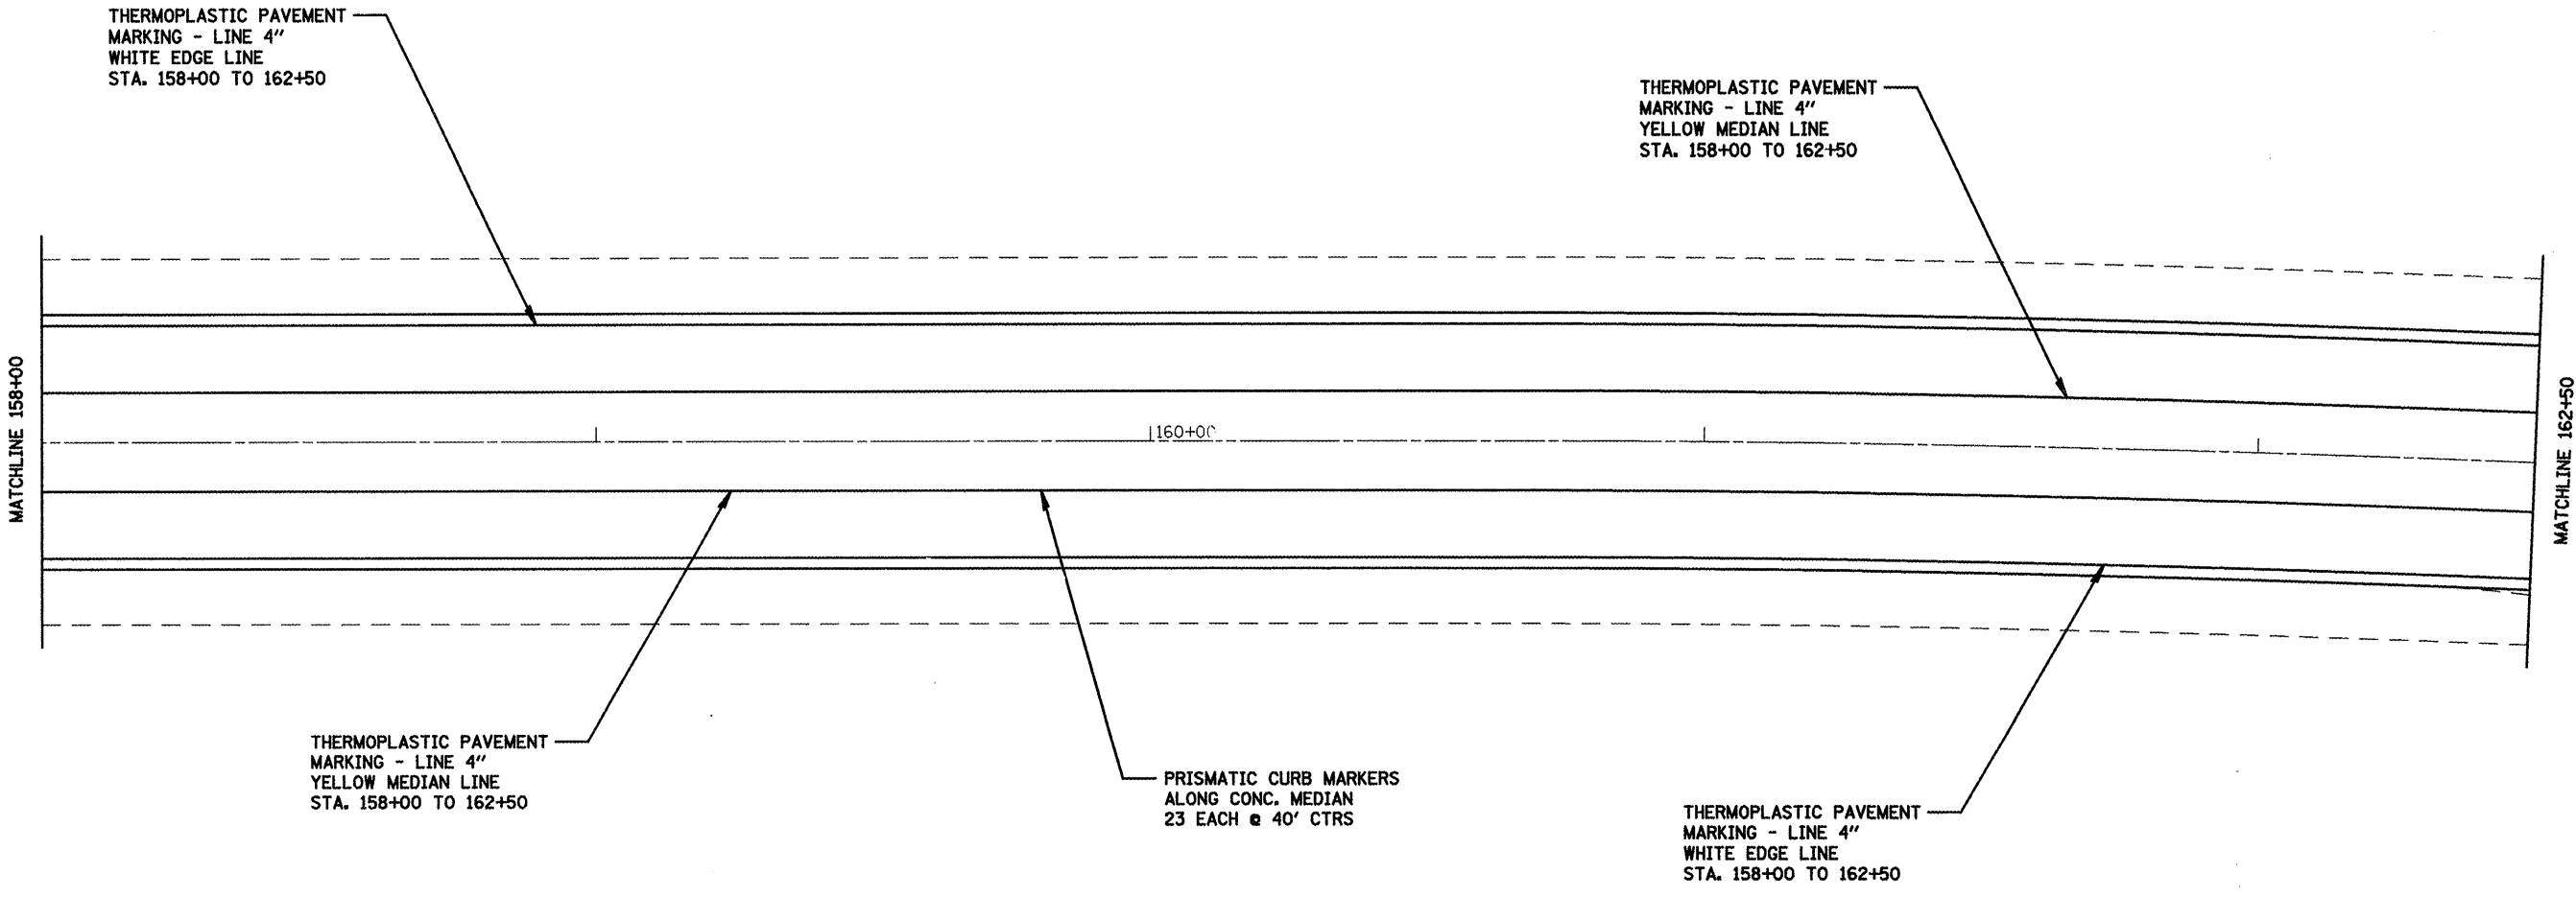 THERMOPLASTIC PAVEMENT
MARKING - LINE 4"
WHITE EDGE LINE
STA. 158+00 TO 162+50
THERMOPLASTIC PAVEMENT
MARKING - LINE 4"
YELLOW MEDIAN LINE
STA. 158+00 TO 162+50
MATCHLINE 158+00
160+00
MATCHLINE 162+50
THERMOPLASTIC PAVEMENT
MARKING - LINE 4"
YELLOW MEDIAN LINE
STA. 158+00 TO 162+50
PRISMATIC CURB MARKERS
ALONG CONC. MEDIAN
23 EACH @ 40' CTRS
THERMOPLASTIC PAVEMENT
MARKING - LINE 4"
WHITE EDGE LINE
STA. 158+00 TO 162+50